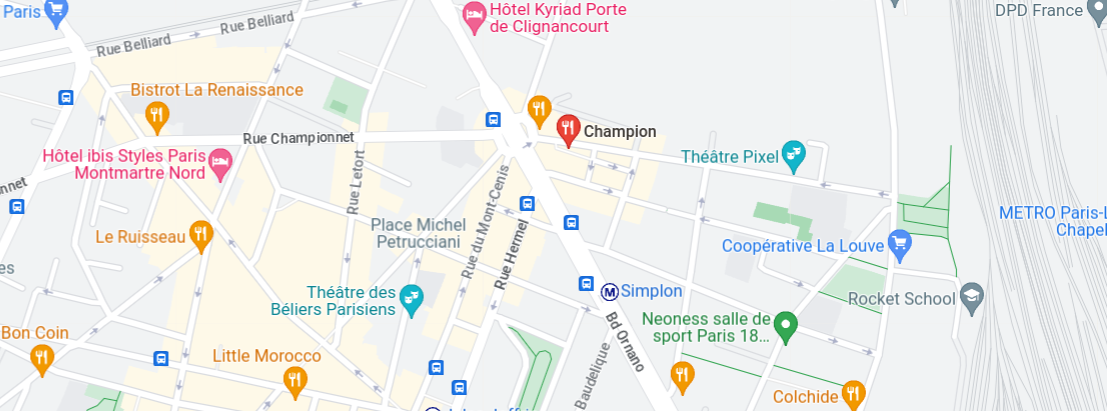 Paris
Rue Belliard
Rue Belliard
Hôtel Kyriad Porte
de Clignancourt
DPD France
Bistrot La Renaissance
Rue Championnet
Champion
Hôtel ibis Styles Paris
Montmartre Nord
Théâtre Pixel
nnet
Rue Letort
Rue du Mont-Cenis
Rue Hermel
Place Michel
Petrucciani
Le Ruisseau
METRO Paris-L
Chapel
Coopérative La Louve
es
Théâtre des
Béliers Parisiens
M Simplon
Rocket School
Neoness salle de
sport Paris 18...
Bd Ornano
Bon Coin
Little Morocco
Baudelique
Colchide